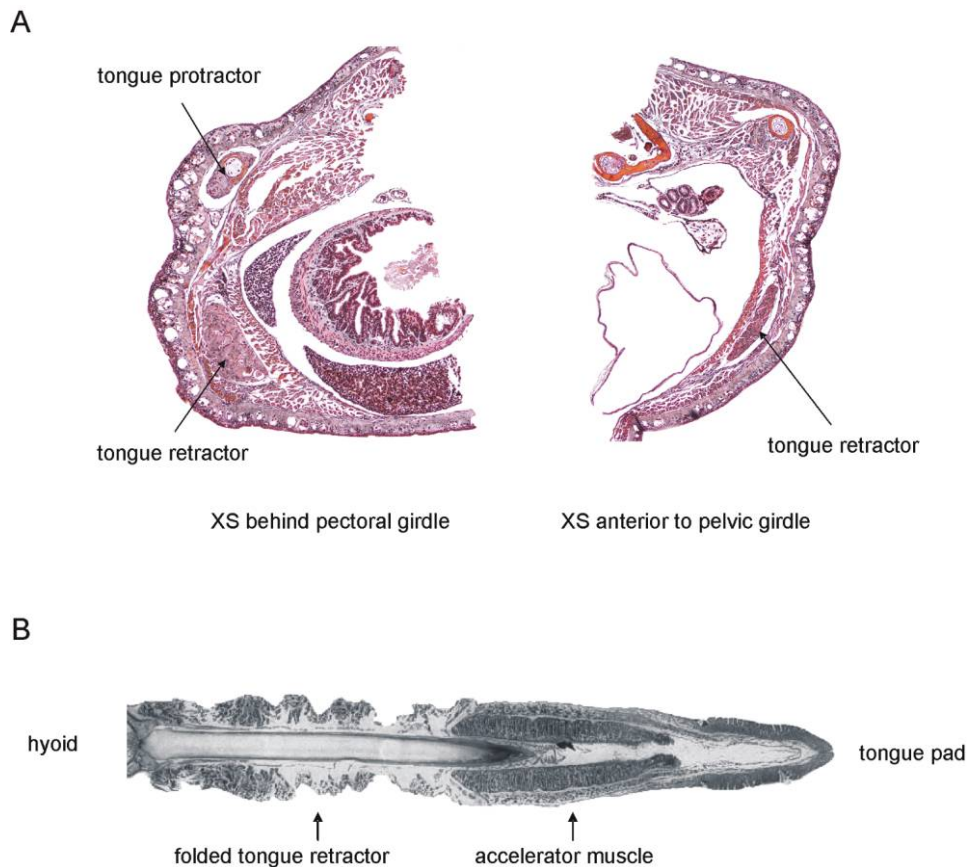 A
tongue protractor
tongue retractor
tongue retractor
XS behind pectoral girdle
XS anterior to pelvic girdle
B
hyoid
tongue pad
folded tongue retractor
accelerator muscle